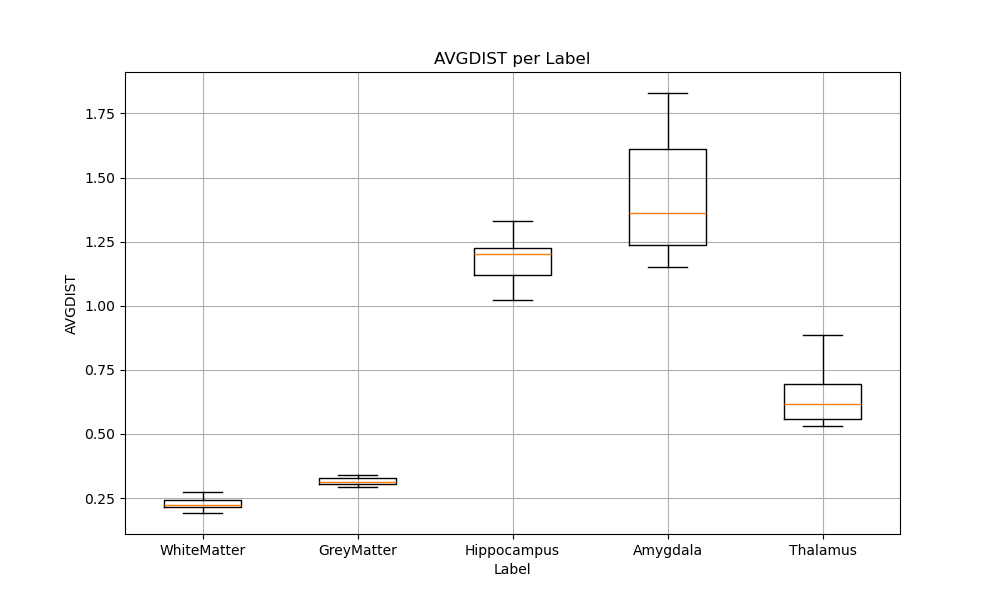 AVGDIST per Label
AVGDIST
1.75
1.50
1.25
1.00
0.75
0.50
0.25
WhiteMatter GreyMatter Hippocampus Amygdala Thalamus
Label